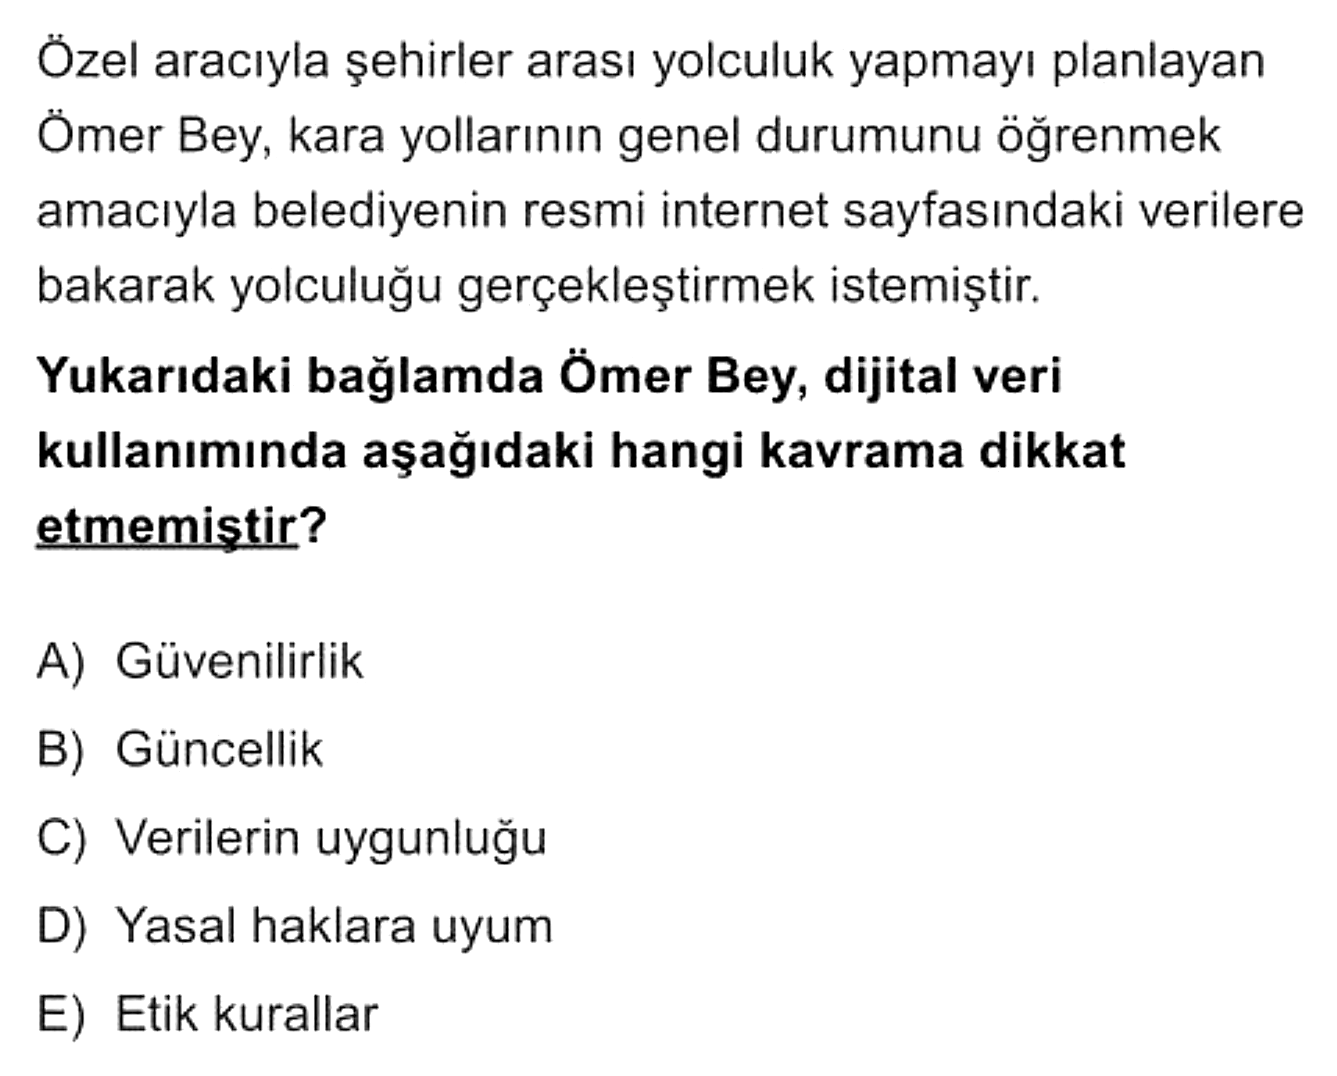 Özel aracıyla şehirler arası yolculuk yapmayı planlayan
Ömer Bey, kara yollarının genel durumunu öğrenmek
amacıyla belediyenin resmi internet sayfasındaki verilere
bakarak yolculuğu gerçekleştirmek istemiştir.
Yukarıdaki bağlamda Ömer Bey, dijital veri
kullanımında aşağıdaki hangi kavrama dikkat
etmemiştir?
A) Güvenilirlik
B) Güncellik
C) Verilerin uygunluğu
D) Yasal haklara uyum
E) Etik kurallar